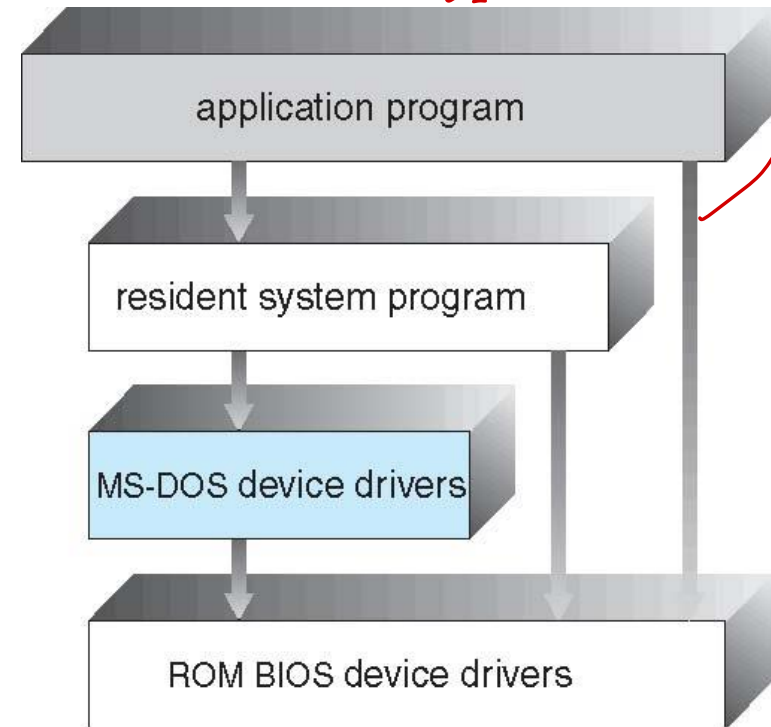 application program
resident system program
MS-DOS device drivers
ROM BIOS device drivers